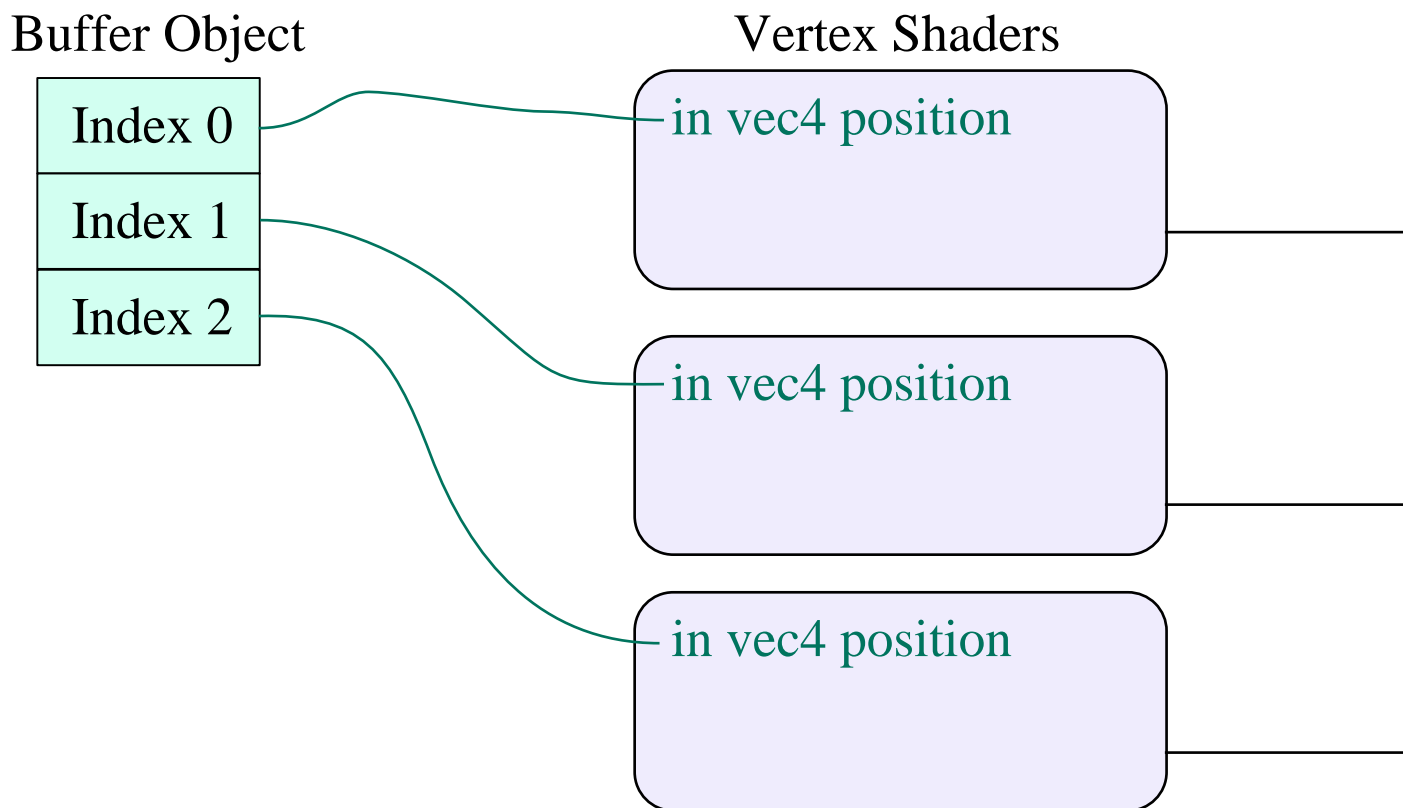 Buffer Object
Vertex Shaders
Index 0
Index 1
Index 2
in vec4 position
in vec4 position
in vec4 position